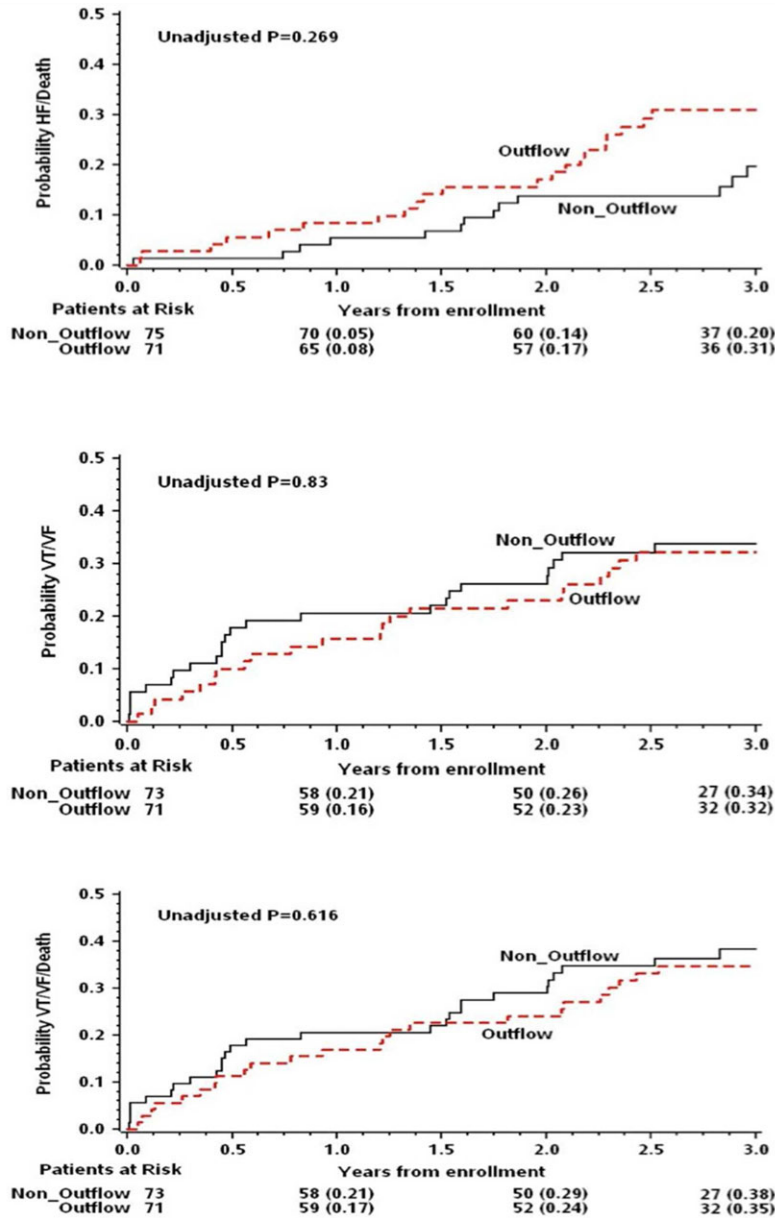 Unadjusted P=0.269
Probability HF/Death
0.5
0.4
0.3
0.2
0.1
0.0
Outflow
Non_Outflow
0.0 0.5 1.0 1.5 2.0 2.5 3.0
Patients at Risk Years from enrollment
Non_Outflow 75 70 (0.05) 60 (0.14) 37 (0.20)
Outflow 71 65 (0.08) 57 (0.17) 36 (0.31)
Unadjusted P=0.83
Probability VT/VF
0.5
0.4
0.3
0.2
0.1
0.0
Non_Outflow
Outflow
0.0 0.5 1.0 1.5 2.0 2.5 3.0
Patients at Risk Years from enrollment
Non_Outflow 73 58 (0.21) 50 (0.26) 27 (0.34)
Outflow 71 59 (0.16) 52 (0.23) 32 (0.32)
Unadjusted P=0.616
Probability VT/VF/Death
0.5
0.4
0.3
0.2
0.1
0.0
Non_Outflow
Outflow
0.0 0.5 1.0 1.5 2.0 2.5 3.0
Patients at Risk Years from enrollment
Non_Outflow 73 58 (0.21) 50 (0.29) 27 (0.38)
Outflow 71 59 (0.17) 52 (0.24) 32 (0.35)